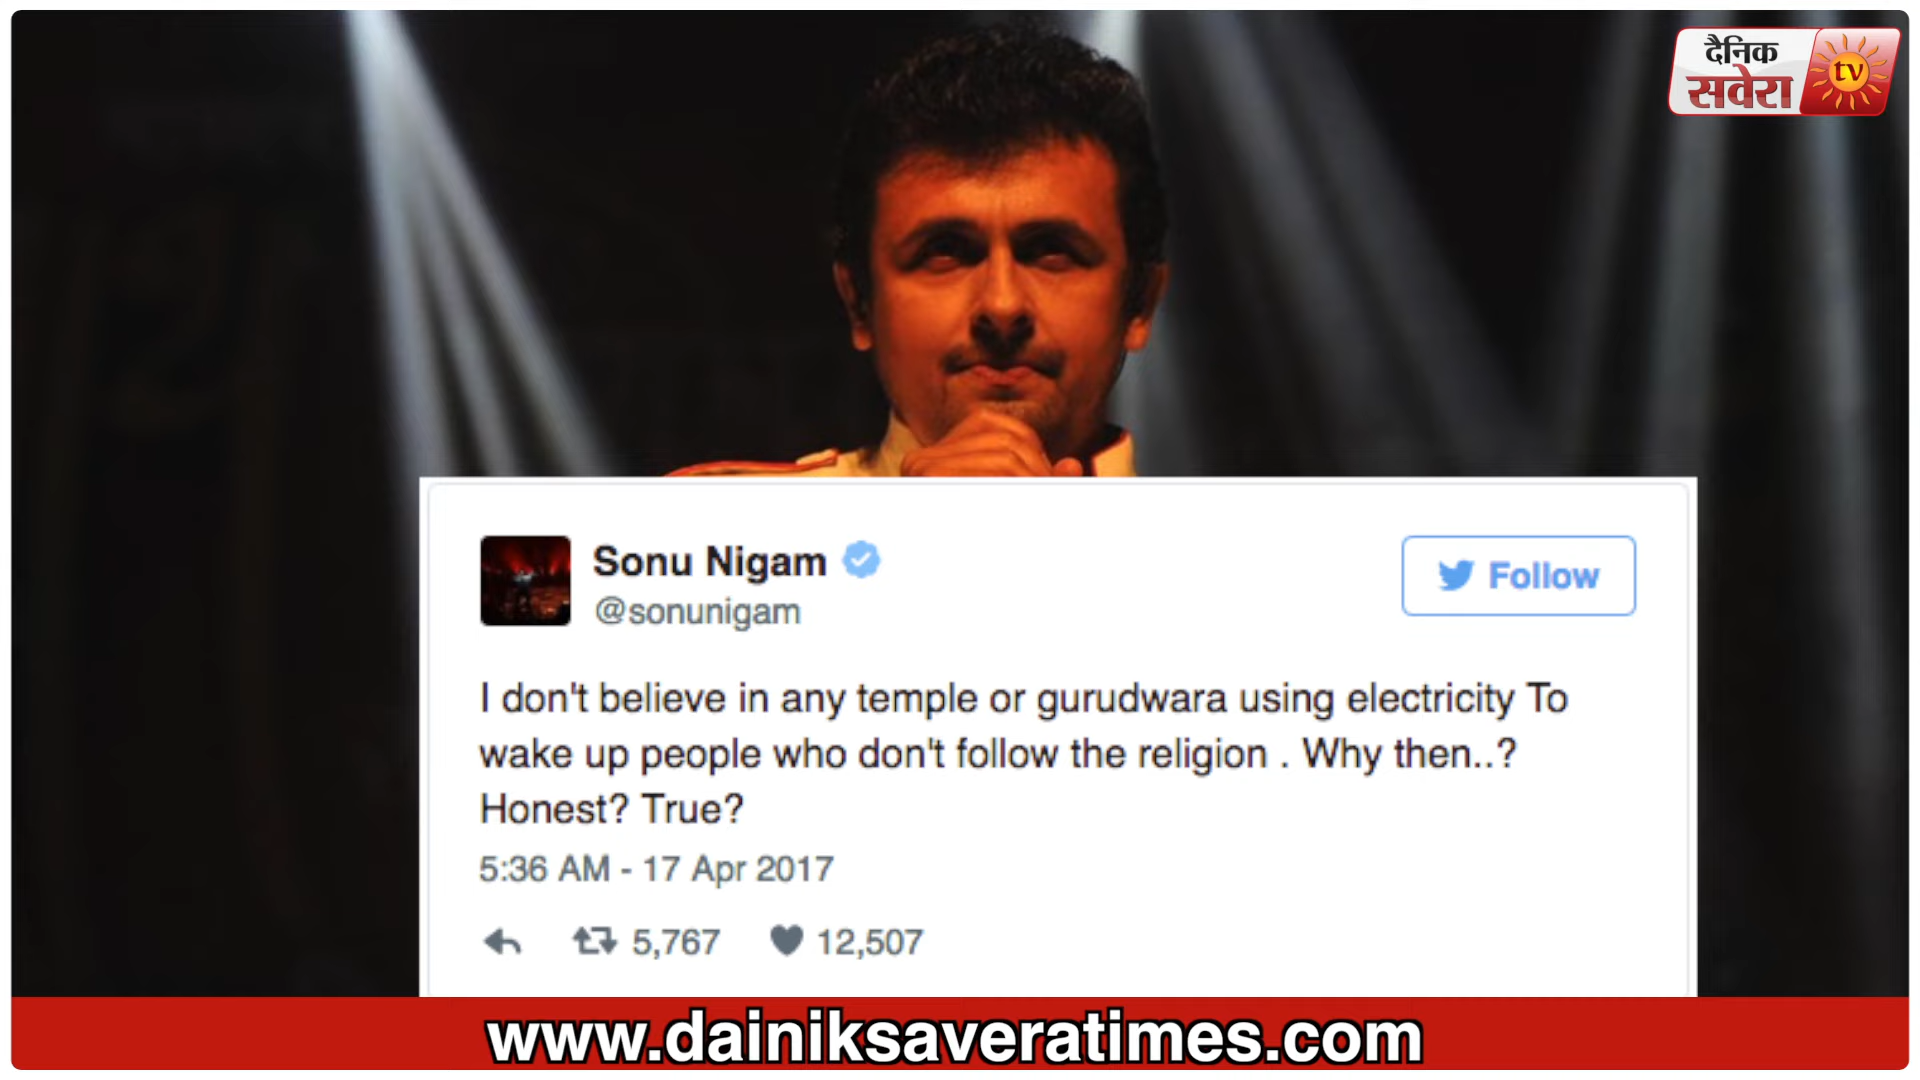 दैनिक
सवेरा
tv
Sonu Nigam
@sonunigam
Follow
I don't believe in any temple or gurudwara using electricity To
wake up people who don't follow the religion . Why then..?
Honest? True?
5:36 AM - 17 Apr 2017
5,767 12,507
www.dainiksaveratimes.com